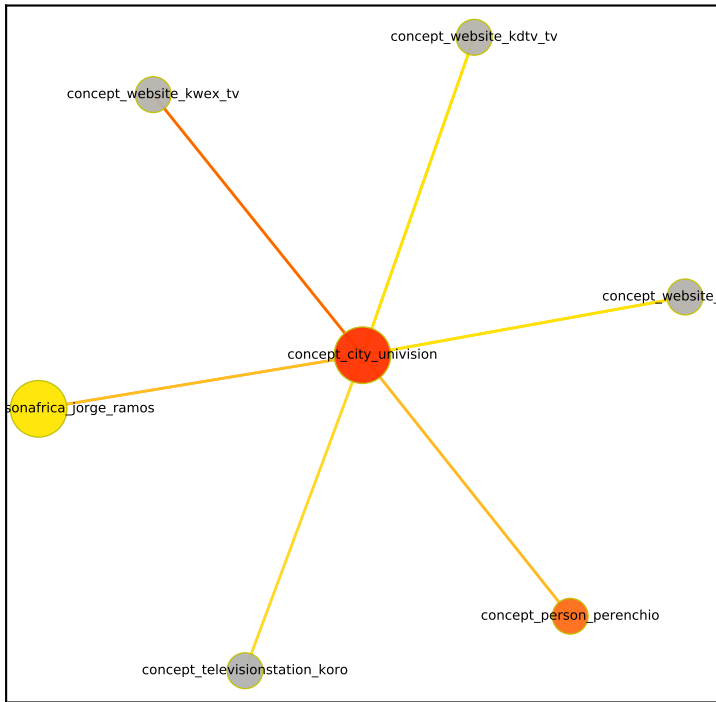 concept_website_kdtv_tv
concept_website_kwex_tv
concept_website_
concept_city_univision
sonafrica_jorge_ramos
concept_person_perenchio
concept_televisionstation_koro